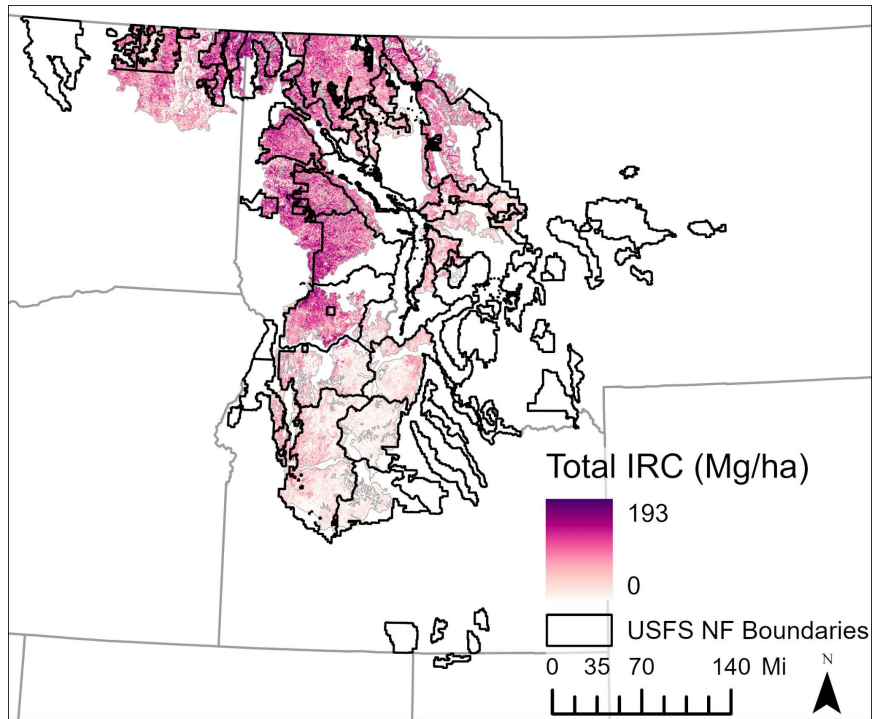 Total IRC (Mg/ha)
193
0
USFS NF Boundaries
0 35 70 140 Mi
N